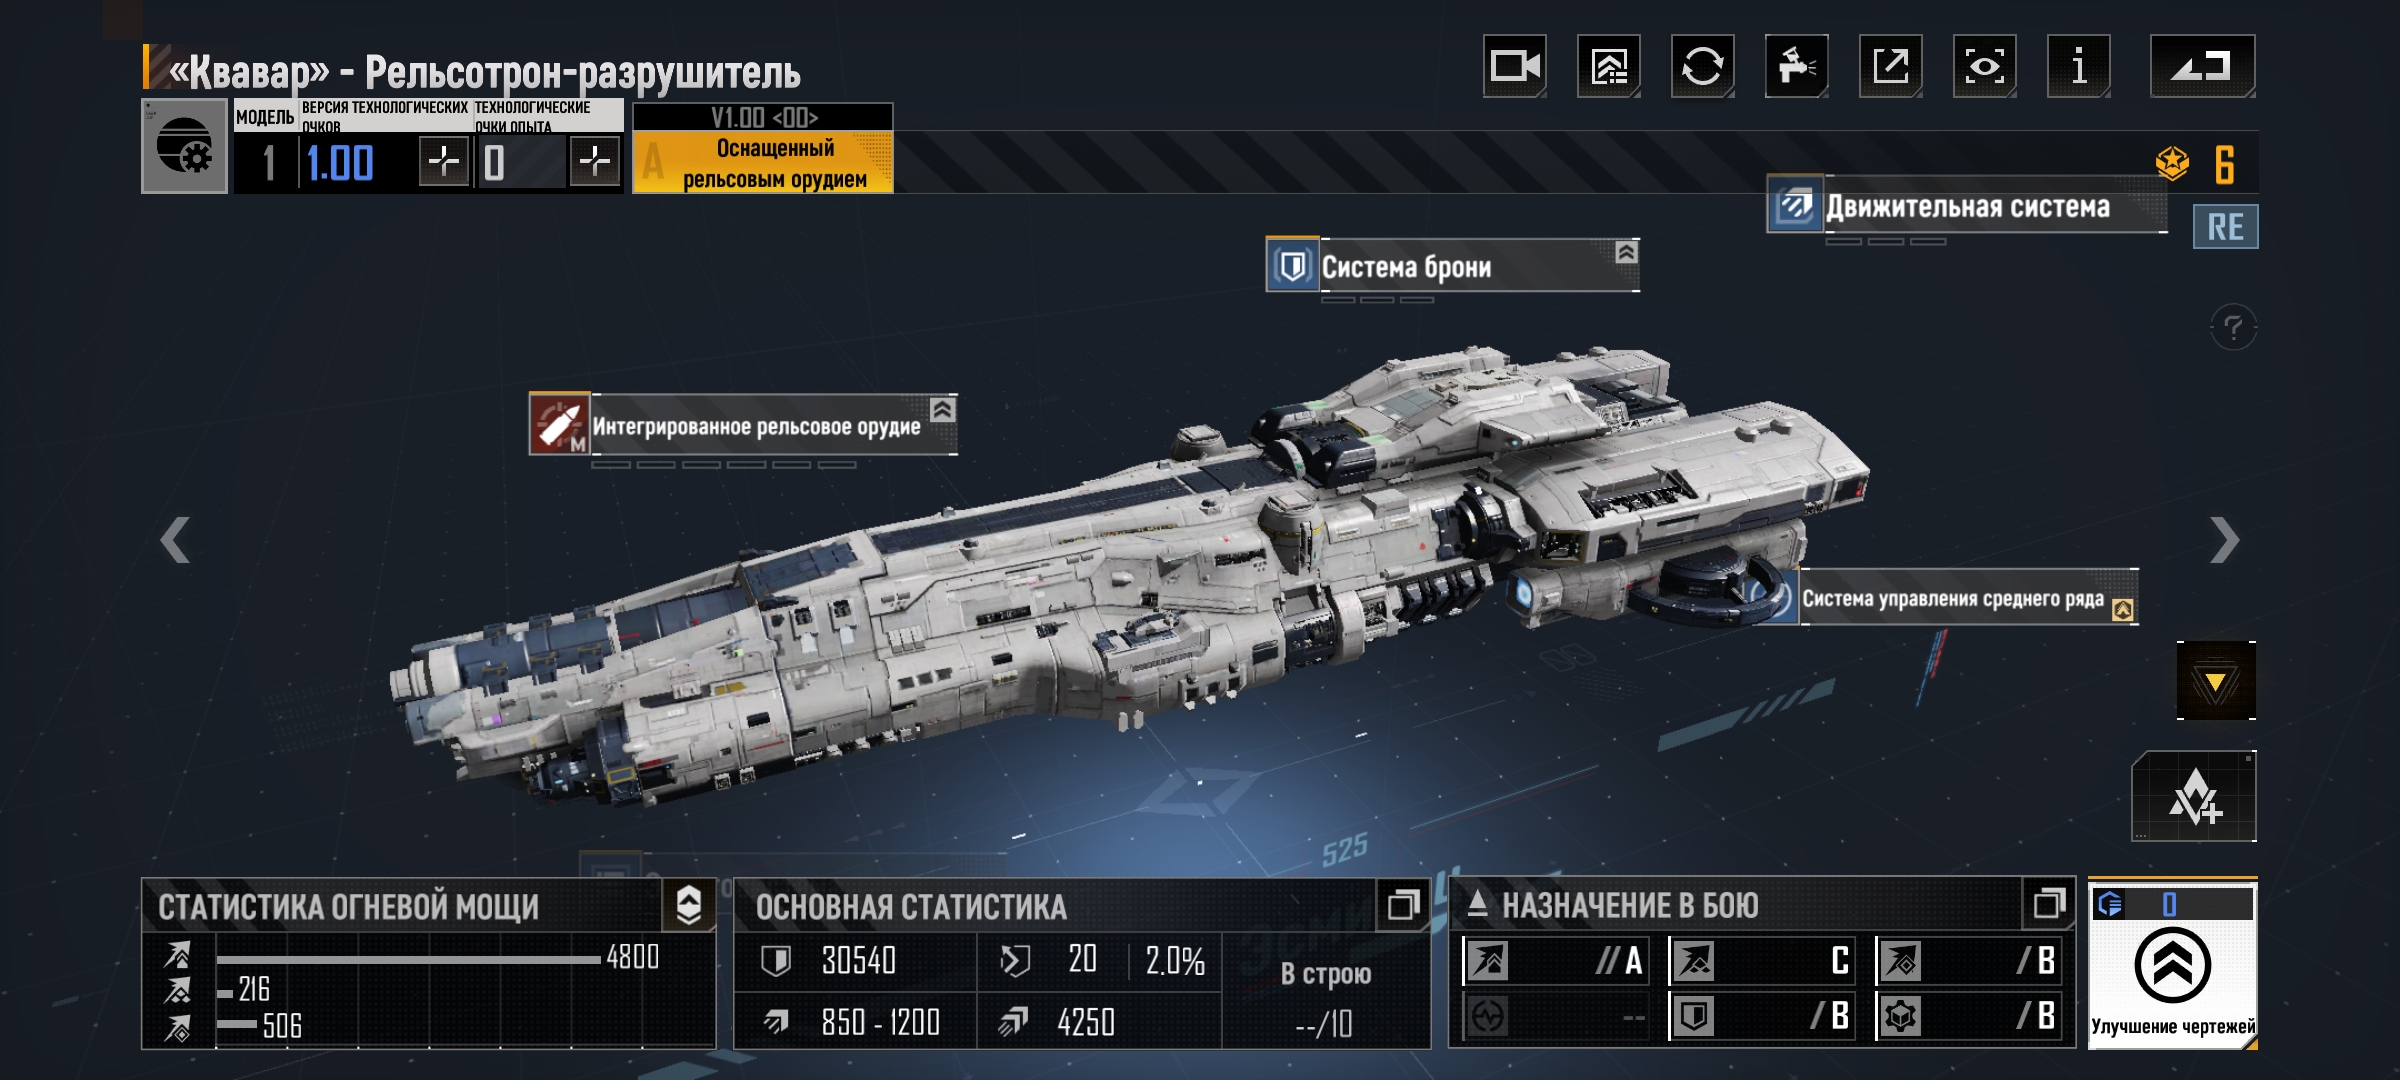 «Квавар» - Рельсотрон-разрушитель
МОДЕЛЬ
ВЕРСИЯ ТЕХНОЛОГИЧЕСКИХ
ОЧКОВ
ТЕХНОЛОГИЧЕСКИЕ
ОЧКИ ОПЫТА
1
1.00
0
V1.00 <00>
A
Оснащенный
рельсовым орудием
6
RE
Движительная система
Система брони
M
Интегрированное рельсовое орудие
Система управления среднего ряда
525
СТАТИСТИКА ОГНЕВОЙ МОЩИ
4800
216
506
ОСНОВНАЯ СТАТИСТИКА
30540
20
2.0%
850 - 1200
4250
В строю
--/10
НАЗНАЧЕНИЕ В БОЮ
//A
C
/B
--
/B
/B
0
Улучшение чертежей